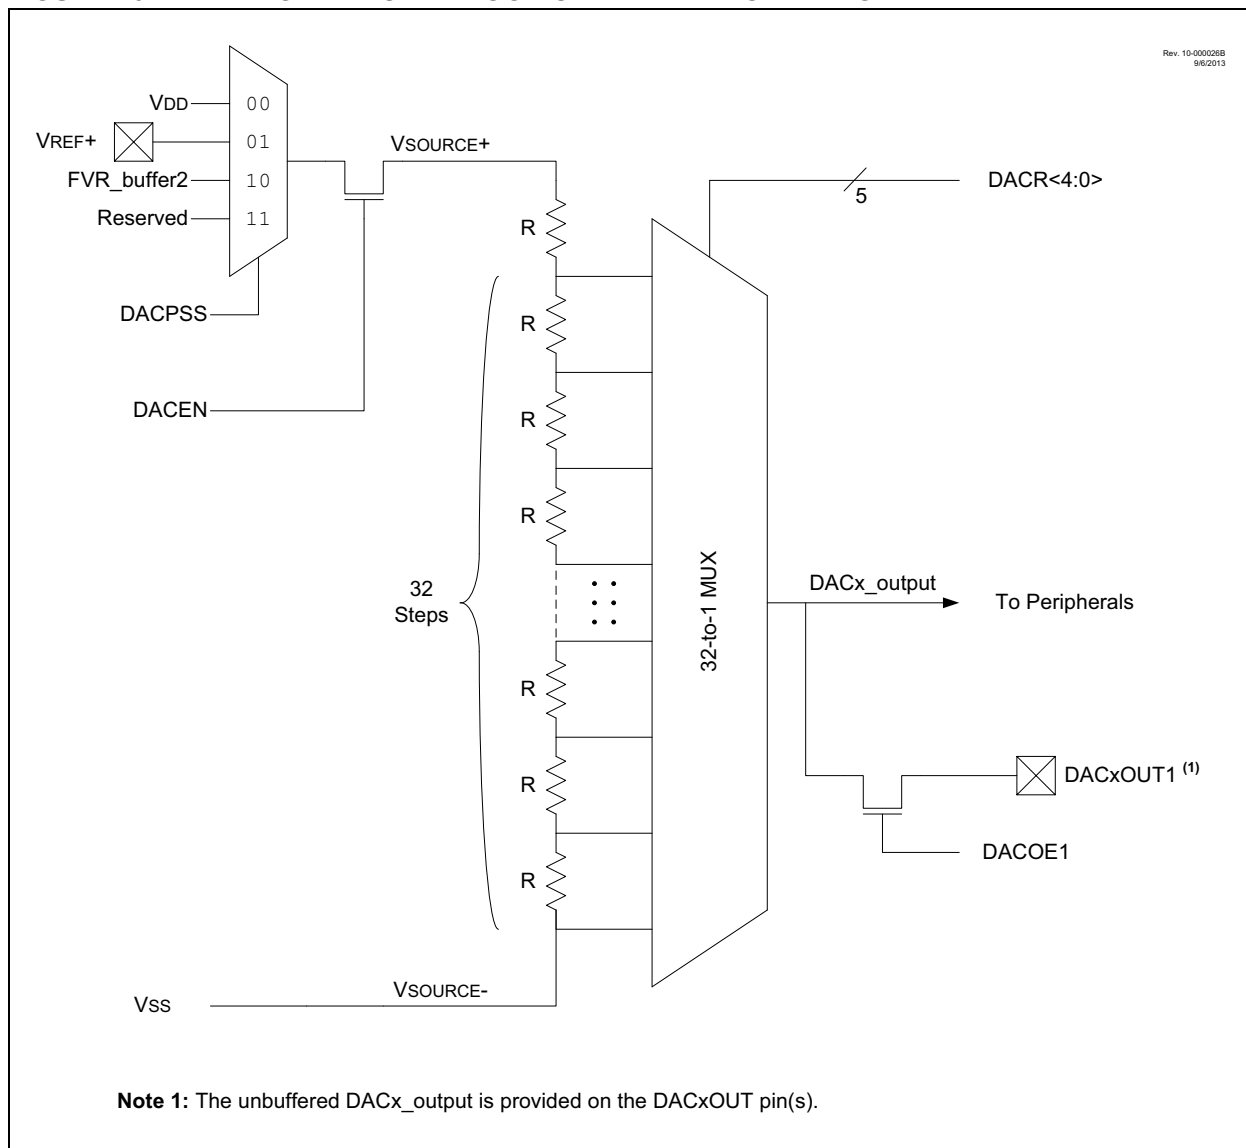 Rev. 10-000026B
9/6/2013
VDD
00
VREF+
01
VSOURCE+
FVR_buffer2
10
DACR<4:0>
5
Reserved
11
R
DACPSS
R
DACEN
R
R
32
Steps
32-to-1 MUX
DACx_output
To Peripherals
R
R
DACxOUT1 (1)
DACOE1
R
VSOURCE-
VSS
Note 1: The unbuffered DACx_output is provided on the DACxOUT pin(s).